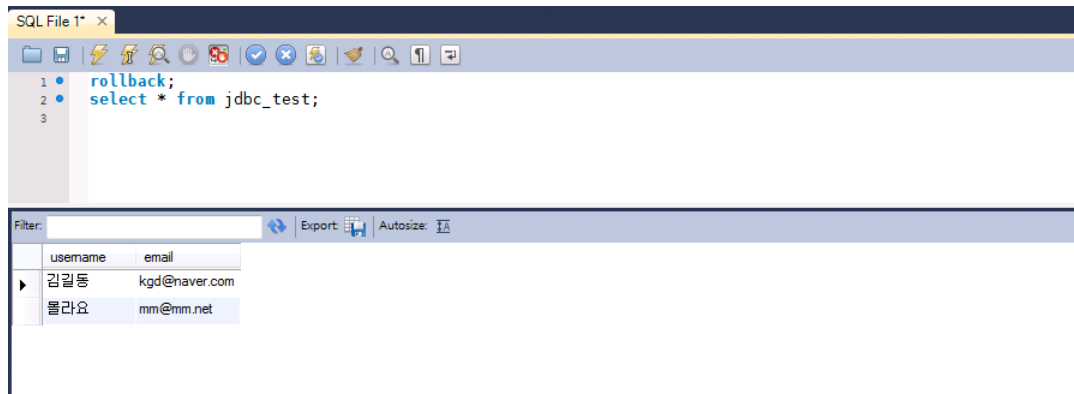 SQL File 1* ×
1 rollback;
2 select * from jdbc_test;
3
Filter: Export: Autosize:
username email
김길동 kgd@naver.com
몰라요 mm@mm.net